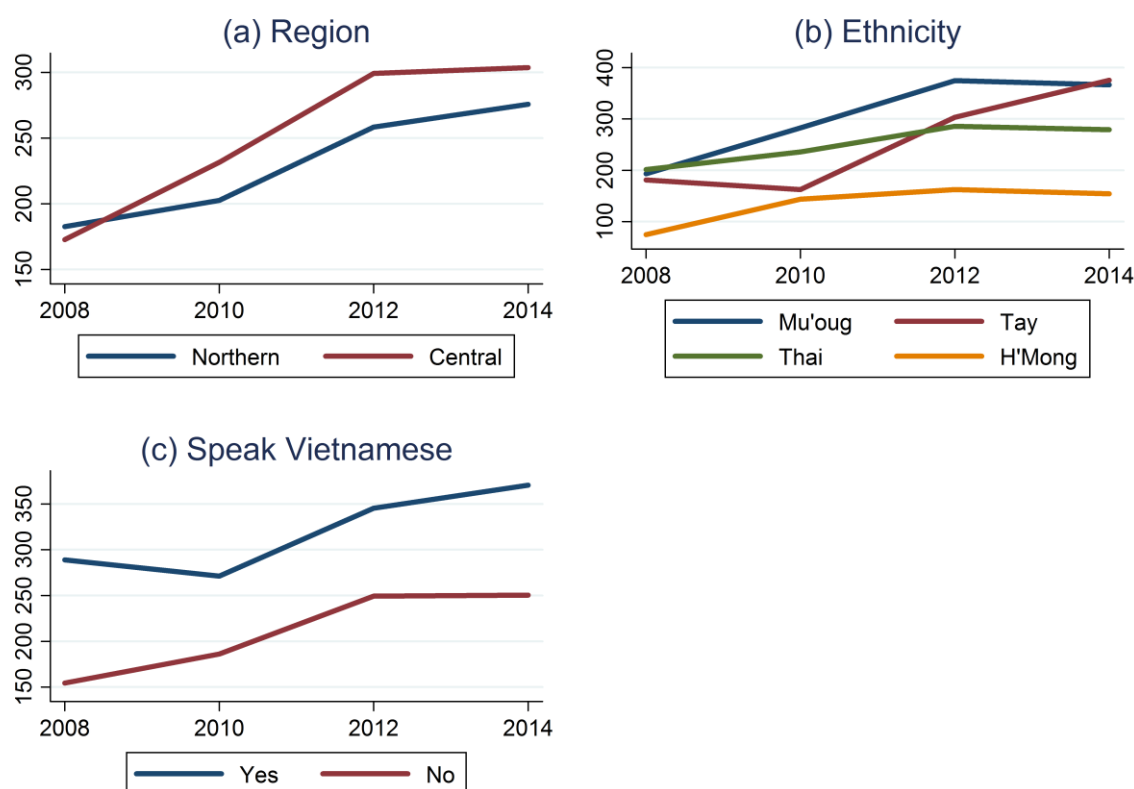 (a) Region
300
250
200
150
2008 2010 2012 2014
Northern Central
(b) Ethnicity
400
300
200
100
2008 2010 2012 2014
Mu'oug Tay
Thai H'Mong
(c) Speak Vietnamese
350
300
250
200
150
2008 2010 2012 2014
Yes No